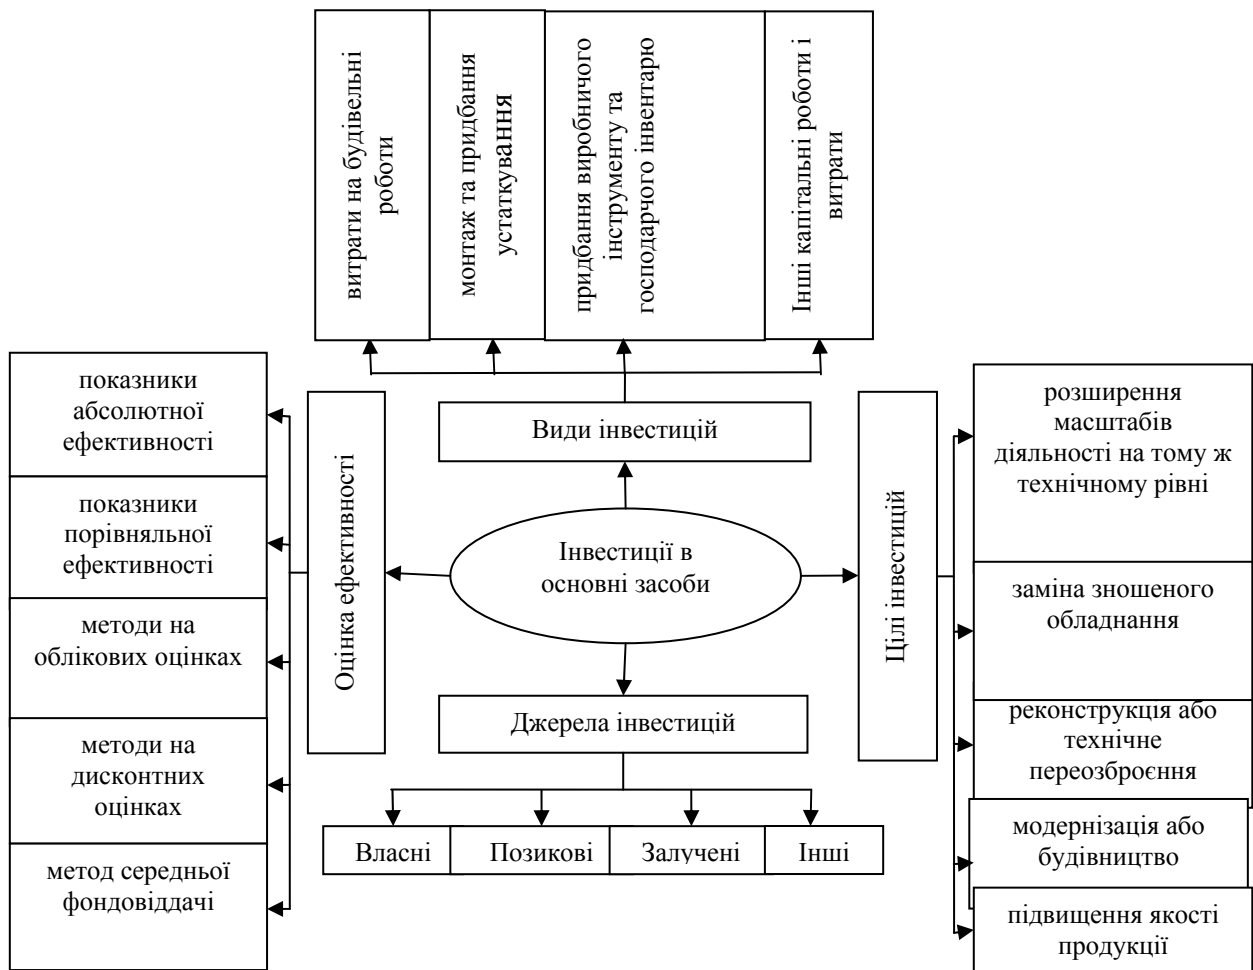 витрати на будівельні
роботи
монтаж та придбання
устаткування
придбання виробничого
інструменту та
господарчого інвентарю
Інші капітальні роботи і
витрати
показники
абсолютної
ефективності
показники
порівняльної
ефективності
методи на
облікових оцінках
методи на
дисконтних
оцінках
метод середньої
фондовіддачі
Оцінка ефективності
Види інвестицій
Інвестиції в
основні засоби
Джерела інвестицій
Власні
Позикові
Залучені
Інші
Цілі інвестицій
розширення
масштабів
діяльності на тому ж
технічному рівні
заміна зношеного
обладнання
реконструкція або
технічне
переозброєння
модернізація або
будівництво
підвищення якості
продукції